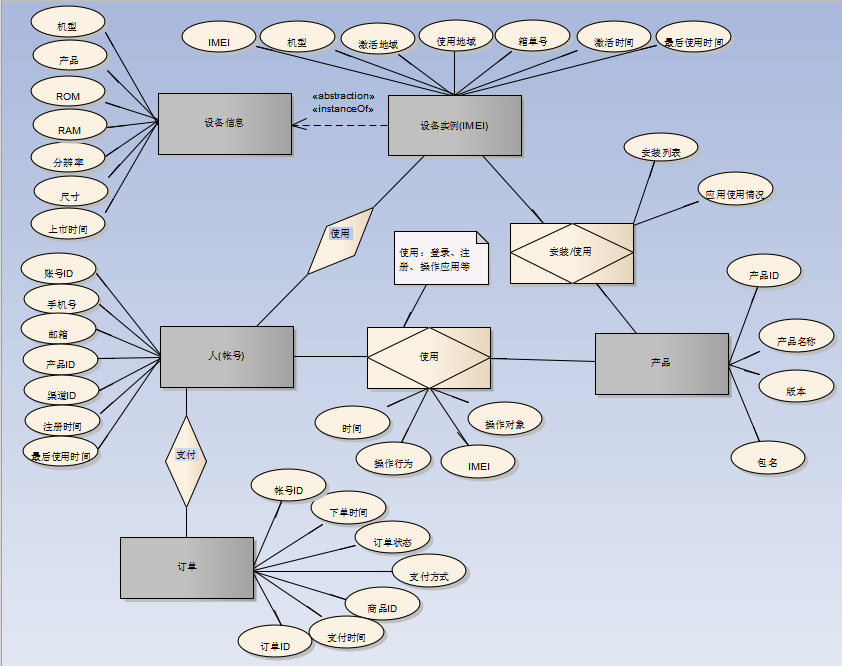 机型
产品
ROM
RAM
分辨率
尺寸
上市时间
设备信息
IMEI
机型
激活地域
使用地域
箱单号
激活时间
最后使用时间
«abstraction»
«instanceOf»
设备实例(IMEI)
安装列表
应用使用情况
使用
使用：登录、注
册、操作应用等
安装/使用
账号ID
手机号
邮箱
产品ID
渠道ID
注册时间
最后使用时间
人(帐号)
使用
产品
产品ID
产品名称
版本
包名
时间
操作行为
IMEI
操作对象
支付
订单
帐号ID
下单时间
订单状态
支付方式
商品ID
支付时间
订单ID